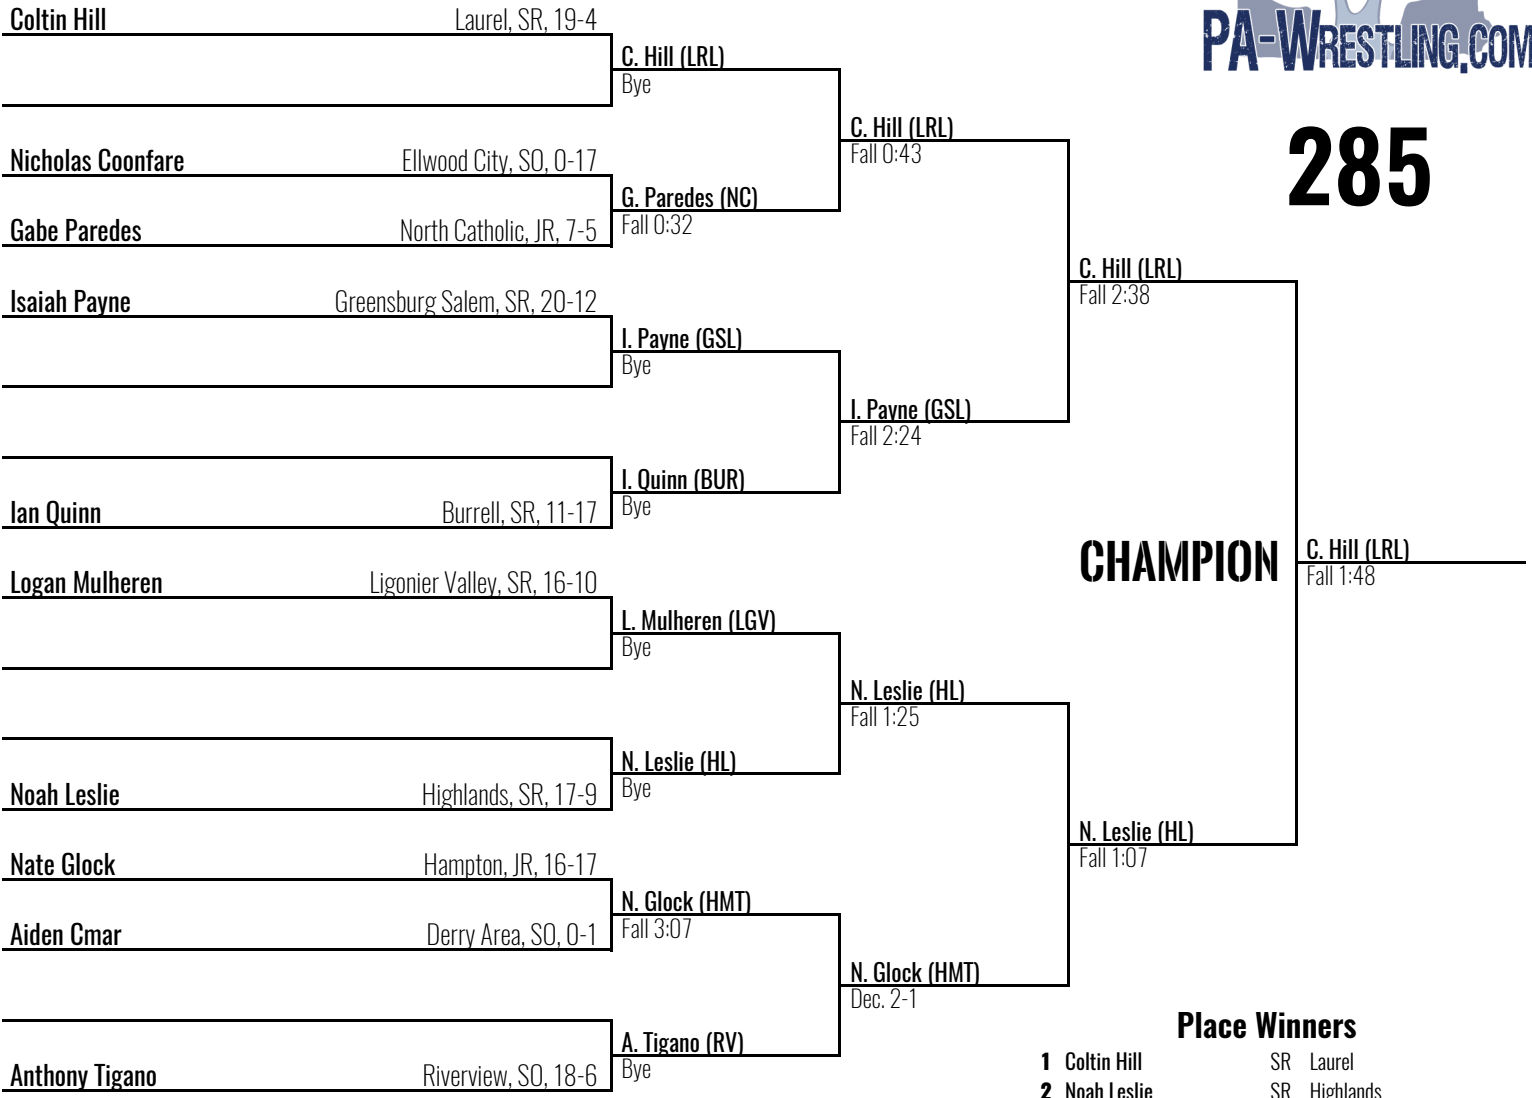 PA-WRESTLING.COM
285
Coltin Hill Laurel, SR, 19-4
Nicholas Coonfare Ellwood City, SO, 0-17
Gabe Paredes North Catholic, JR, 7-5
Isaiah Payne Greensburg Salem, SR, 20-12
Ian Quinn Burrell, SR, 11-17
Logan Mulheren Ligonier Valley, SR, 16-10
Noah Leslie Highlands, SR, 17-9
Nate Glock Hampton, JR, 16-17
Aiden Cmar Derry Area, SO, 0-1
Anthony Tigano Riverview, SO, 18-6
C. Hill (LRL)
Bye
G. Paredes (NC)
Fall 0:32
I. Payne (GSL)
Bye
I. Quinn (BUR)
Bye
L. Mulheren (LGV)
Bye
N. Leslie (HL)
Bye
N. Glock (HMT)
Fall 3:07
A. Tigano (RV)
Bye
C. Hill (LRL)
Fall 0:43
I. Payne (GSL)
Fall 2:24
N. Leslie (HL)
Fall 1:25
N. Glock (HMT)
Dec. 2-1
C. Hill (LRL)
Fall 2:38
N. Leslie (HL)
Fall 1:07
CHAMPION
C. Hill (LRL)
Fall 1:48
Place Winners
1 Coltin Hill SR Laurel
2 Noah Leslie SR Highlands